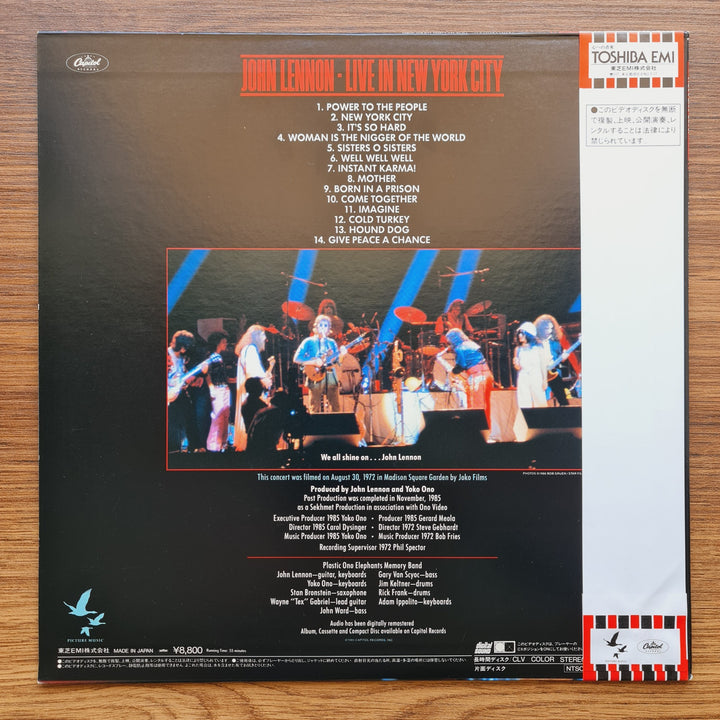 Capitol
RECORDS
JOHN LENNON - LIVE IN NEW YORK CITY
1. POWER TO THE PEOPLE
2. NEW YORK CITY
3. IT'S SO HARD
4. WOMAN IS THE NIGGER OF THE WORLD
5. SISTERS O SISTERS
6. WELL WELL WELL
7. INSTANT KARMA!
8. MOTHER
9. BORN IN A PRISON
10. COME TOGETHER
11. IMAGINE
12. COLD TURKEY
13. HOUND DOG
14. GIVE PEACE A CHANCE
We all shine on . . . John Lennon
This concert was filmed on August 30, 1972 in Madison Square Garden by Joko Films
Produced by John Lennon and Yoko Ono
Post Production was completed in November, 1985
as a Sekhmet Production in association with Ono Video
Executive Producer 1985 Yoko Ono • Producer 1985 Gerard Meola
Director 1985 Carol Dysinger • Director 1972 Steve Gebhardt
Music Producer 1985 Yoko Ono • Music Producer 1972 Bob Fries
Recording Supervisor 1972 Phil Spector
Plastic Ono Elephants Memory Band
John Lennon—guitar, keyboards Gary Van Scyoc—bass
Yoko Ono—keyboards Jim Keltner—drums
Stan Bronstein—saxophone Rick Frank—drums
Wayne "Tex" Gabriel—lead guitar Adam Ippolito—keyboards
John Ward—bass
Audio has been digitally remastered
Album, Cassette and Compact Disc available on Capitol Records
PICTURE MUSIC
東芝EMI株式会社 MADE IN JAPAN ¥8,800 Running Time: 55 minutes
digital
SOUND
長時間ディスク CLV COLOR STEREO
片面ディスク NTSC
TOSHIBA EMI
東芝EMI株式会社
●このビデオディスクを無断
で複製、上映、公開演奏、レ
ンタルすることは法律により
禁じられています。
PICTURE MUSIC
Capitol